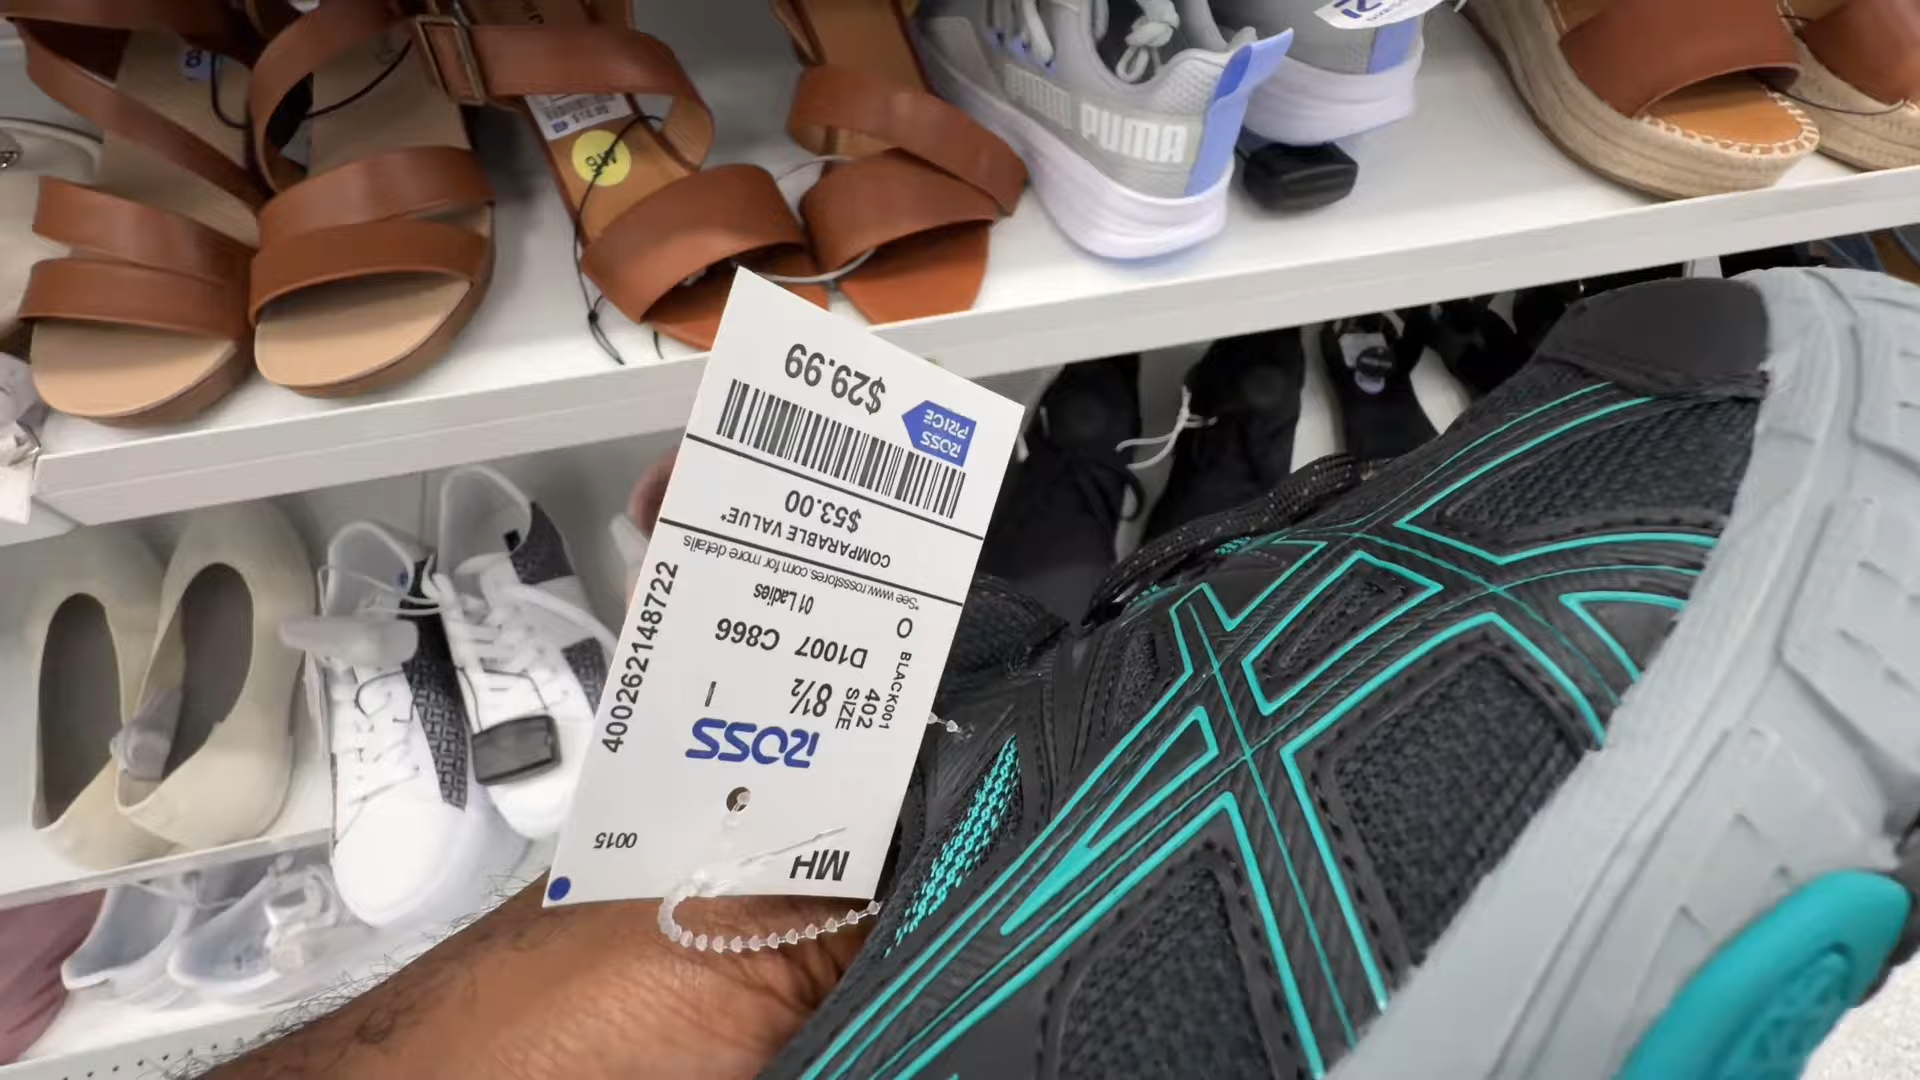 MH
0015
ROSS
SIZE
8½
402
BLACK001
D1007 C866
01 Ladies
O
400262148722
*See www.rossstores.com for more details
COMPARABLE VALUE*
$53.00
ROSS
PRICE
$29.99
PUMA
PUMA
8